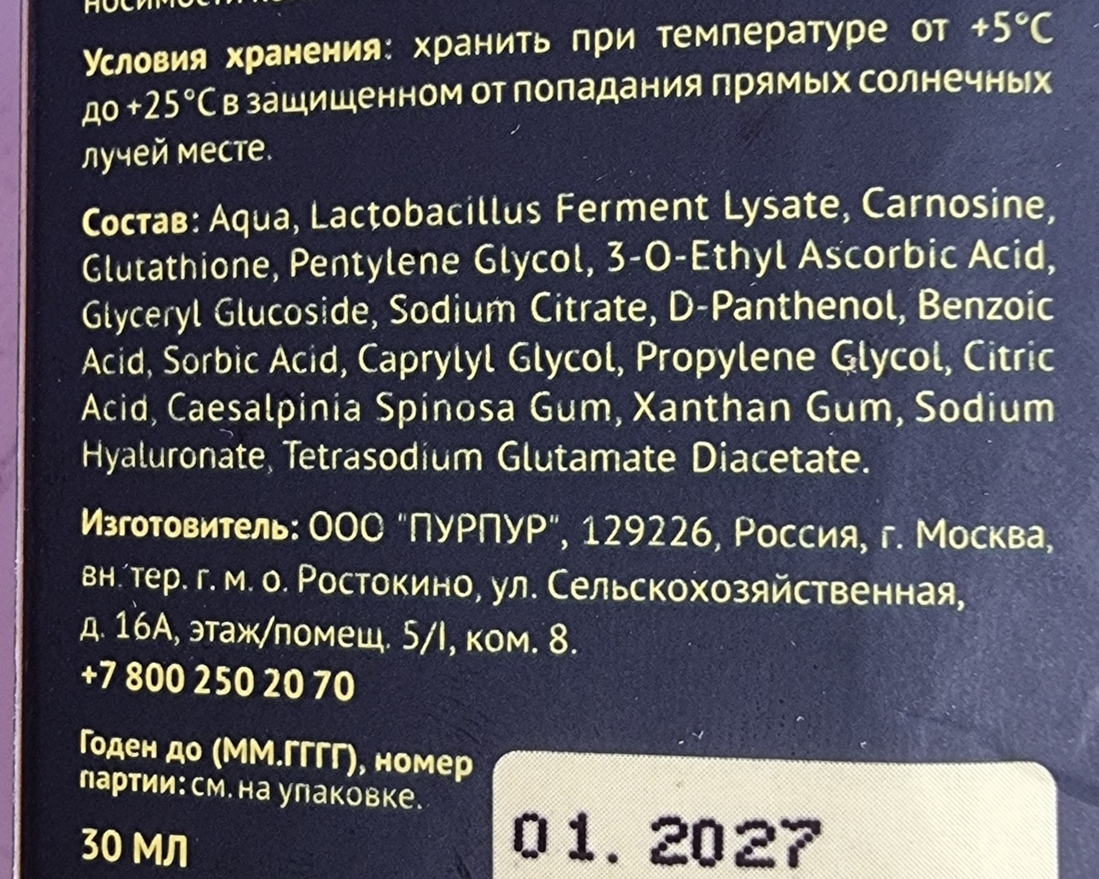 Условия хранения: хранить при температуре от +5°C
до +25°C в защищенном от попадания прямых солнечных
лучей месте.
Состав: Aqua, Lactobacillus Ferment Lysate, Carnosine,
Glutathione, Pentylene Glycol, 3-O-Ethyl Ascorbic Acid,
Glyceryl Glucoside, Sodium Citrate, D-Panthenol, Benzoic
Acid, Sorbic Acid, Caprylyl Glycol, Propylene Glycol, Citric
Acid, Caesalpinia Spinosa Gum, Xanthan Gum, Sodium
Hyaluronate, Tetrasodium Glutamate Diacetate.
Изготовитель: ООО "ПУРПУР", 129226, Россия, г. Москва,
вн. тер. г. м. о. Ростокино, ул. Сельскохозяйственная,
д. 16А, этаж/помещ. 5/I, ком. 8.
+7 800 250 20 70
Годен до (ММ.ГГГГ), номер
партии: см. на упаковке.
30 МЛ
01.2027